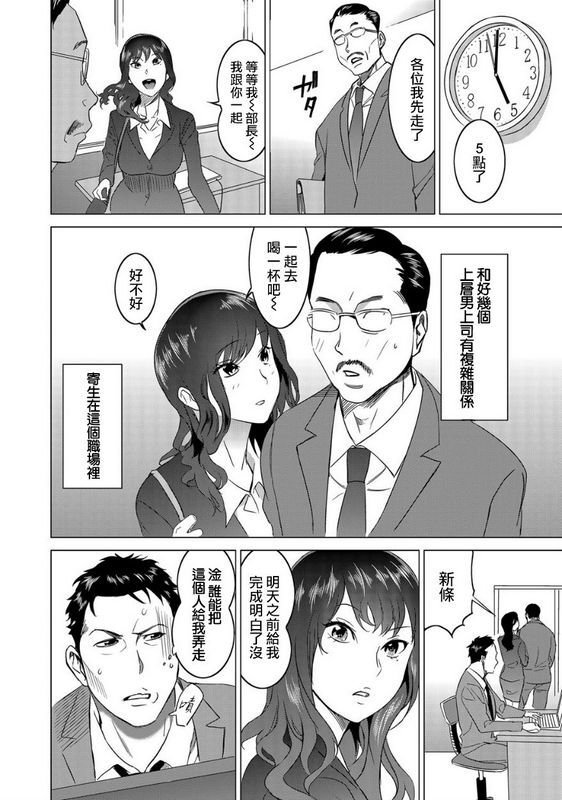 5
點了
各位我先走了
ガタ
等等我～部長～
我跟你一起
和好幾個
上層男上司有複雜關係
一起去
喝一杯吧～
好不好
寄生在這個職場裡
新條
明天之前給我
完成明白了沒
淦 誰能把
這個人給我弄走
嘖